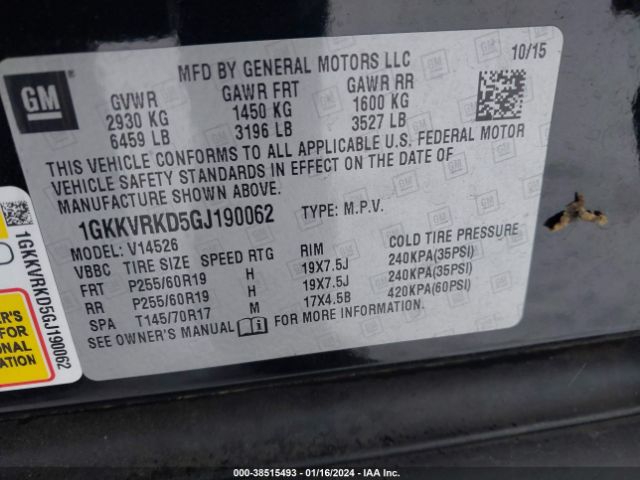 GM
MFD BY GENERAL MOTORS LLC
10/15
GVWR GAWR FRT GAWR RR
2930 KG 1450 KG 1600 KG
6459 LB 3196 LB 3527 LB
THIS VEHICLE CONFORMS TO ALL APPLICABLE U.S. FEDERAL MOTOR
VEHICLE SAFETY STANDARDS IN EFFECT ON THE DATE OF
MANUFACTURE SHOWN ABOVE.
1GKKVRKD5GJ190062 TYPE: M.P.V.
MODEL: V14526
VBBC TIRE SIZE SPEED RTG RIM COLD TIRE PRESSURE
FRT P255/60R19 H 19X7.5J 240KPA(35PSI)
RR P255/60R19 H 19X7.5J 240KPA(35PSI)
SPA T145/70R17 M 17X4.5B 420KPA(60PSI)
SEE OWNER'S MANUAL FOR MORE INFORMATION.
1GKKVRKD5GJ190062
000-38515493 - 01/16/2024 - IAA Inc.